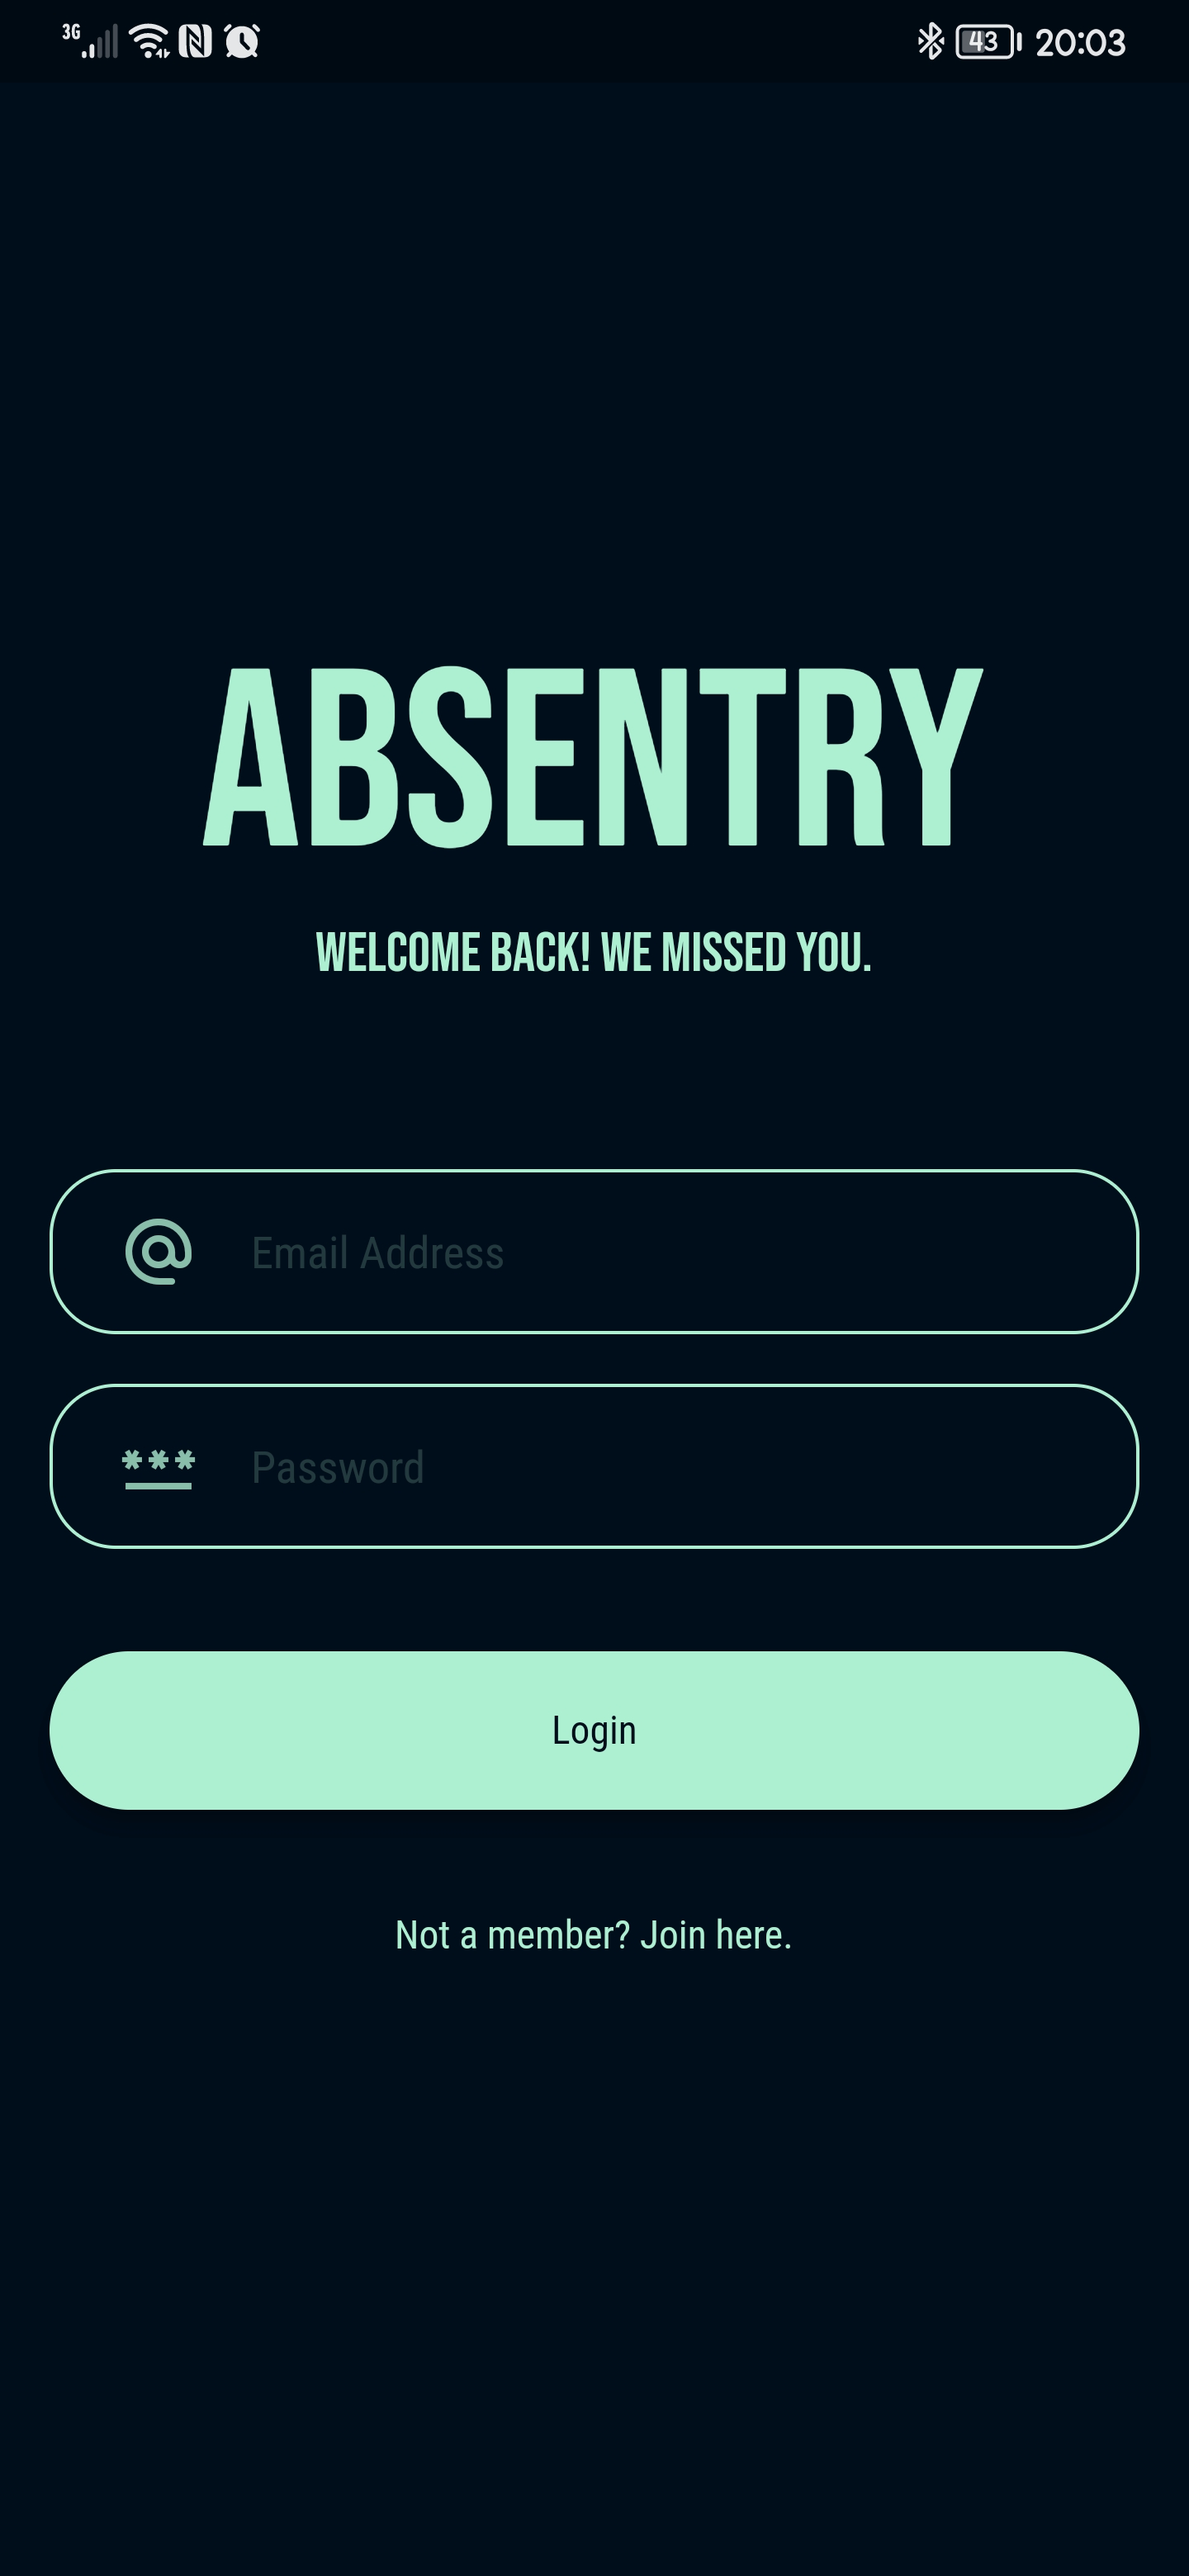 3G 43 20:03
ABSENTRY
WELCOME BACK! WE MISSED YOU.
Email Address
Password
Login
Not a member? Join here.